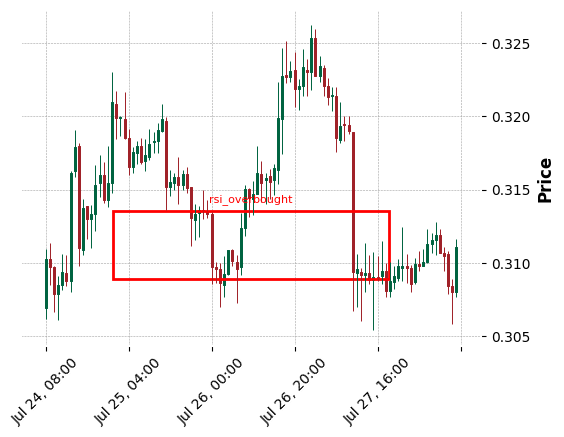 0.325
0.320
0.315
0.310
0.305
Price
rsi_overbought
Jul 24, 08:00
Jul 25, 04:00
Jul 26, 00:00
Jul 26, 20:00
Jul 27, 16:00